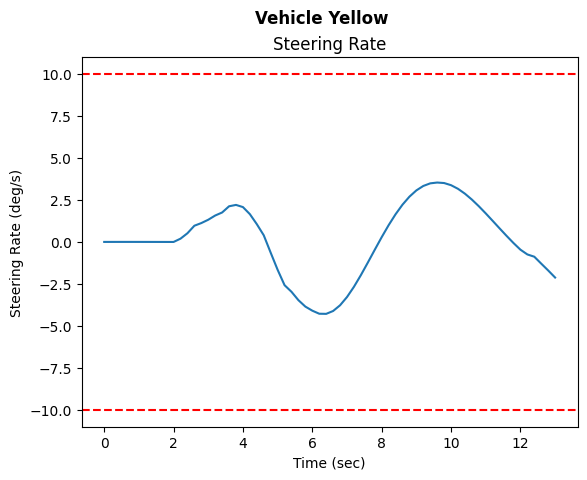 Vehicle Yellow
Steering Rate
10.0
7.5
5.0
2.5
0.0
−2.5
−5.0
−7.5
−10.0
Steering Rate (deg/s)
0 2 4 6 8 10 12
Time (sec)